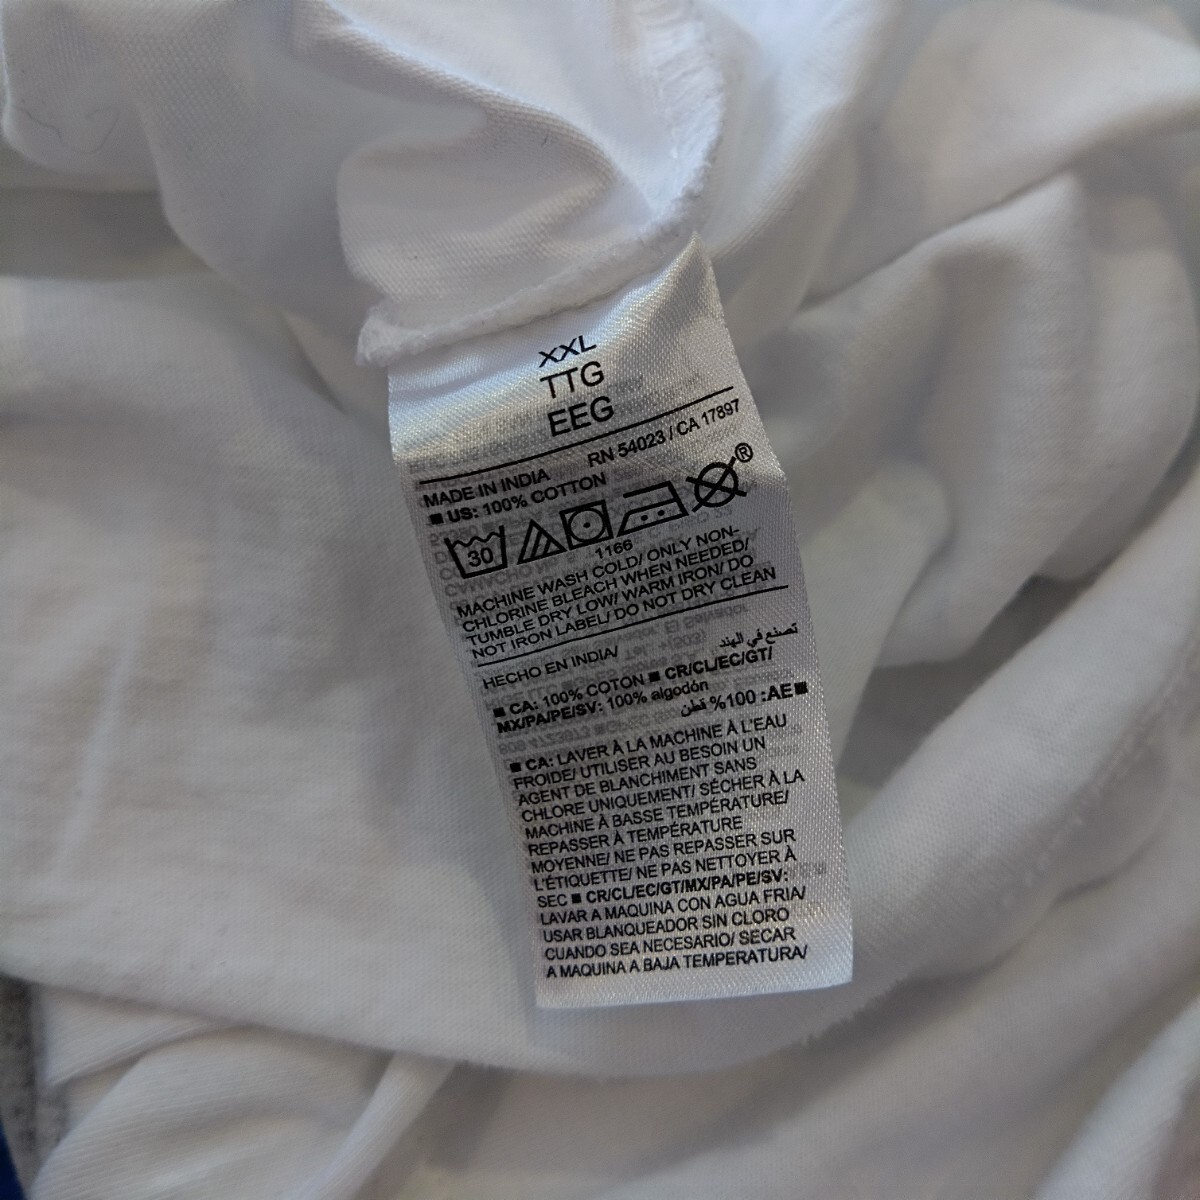 XXL
TTG
EEG
RN 54023 / CA 17897
MADE IN INDIA
■ US: 100% COTTON
30
®
1166
MACHINE WASH COLD/ ONLY NON-
CHLORINE BLEACH WHEN NEEDED/
TUMBLE DRY LOW/ WARM IRON/ DO
NOT IRON LABEL/ DO NOT DRY CLEAN
HECHO EN INDIA/ تصنع في الهند
■ CA: 100% COTON ■ CR/CL/EC/GT/
MX/PA/PE/SV: 100% algodón
■AE: 100% قطن
■ CA: LAVER À LA MACHINE À L'EAU
FROIDE/ UTILISER AU BESOIN UN
AGENT DE BLANCHIMENT SANS
CHLORE UNIQUEMENT/ SÉCHER À LA
MACHINE À BASSE TEMPÉRATURE/
REPASSER À TEMPÉRATURE
MOYENNE/ NE PAS REPASSER SUR
L'ÉTIQUETTE/ NE PAS NETTOYER À
SEC ■ CR/CL/EC/GT/MX/PA/PE/SV:
LAVAR A MAQUINA CON AGUA FRIA/
USAR BLANQUEADOR SIN CLORO
CUANDO SEA NECESARIO/ SECAR
A MAQUINA A BAJA TEMPERATURA/